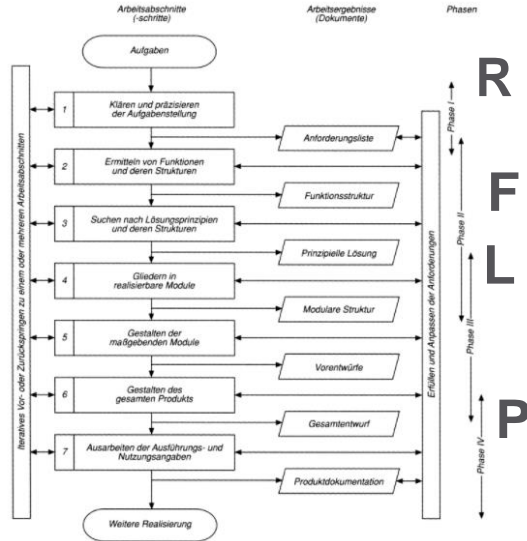 Arbeitsabschnitte
(-schritte)
Arbeitsergebnisse
(Dokumente)
Phasen
Aufgaben
1
Klären und präzisieren
der Aufgabenstellung
Anforderungsliste
2
Ermitteln von Funktionen
und deren Strukturen
Funktionsstruktur
3
Suchen nach Lösungsprinzipien
und deren Strukturen
Prinzipielle Lösung
4
Gliedern in
realisierbare Module
Modulare Struktur
5
Gestalten der
maßgebenden Module
Vorentwürfe
6
Gestalten des
gesamten Produkts
Gesamtentwurf
7
Ausarbeiten der Ausführungs- und
Nutzungsangaben
Produktdokumentation
Weitere Realisierung
Iteratives Vor- oder Zurückspringen zu einem oder mehreren Arbeitsabschnitten
Erfüllen und Anpassen der Anforderungen
Phase I
Phase II
Phase III
Phase IV
R
F
L
P